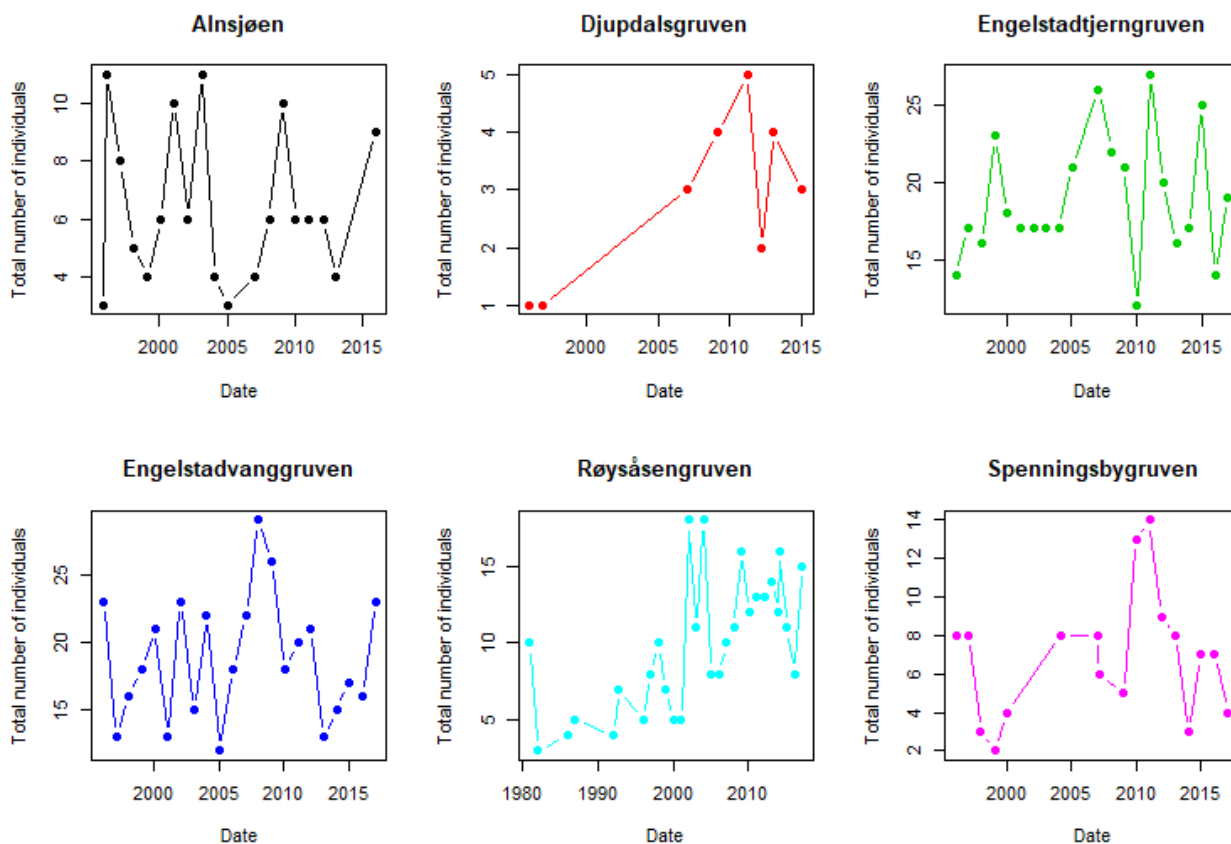 Alnsjøen
Total number of individuals
10
8
6
4
2000 2005 2010 2015
Date
Djupdalsgruven
Total number of individuals
5
4
3
2
1
2000 2005 2010 2015
Date
Engelstadtjerngruven
Total number of individuals
25
20
15
2000 2005 2010 2015
Date
Engelstadvanggruven
Total number of individuals
25
20
15
2000 2005 2010 2015
Date
Røysåsengruven
Total number of individuals
15
10
5
1980 1990 2000 2010
Date
Spenningsbygruven
Total number of individuals
14
12
10
8
6
4
2
2000 2005 2010 2015
Date